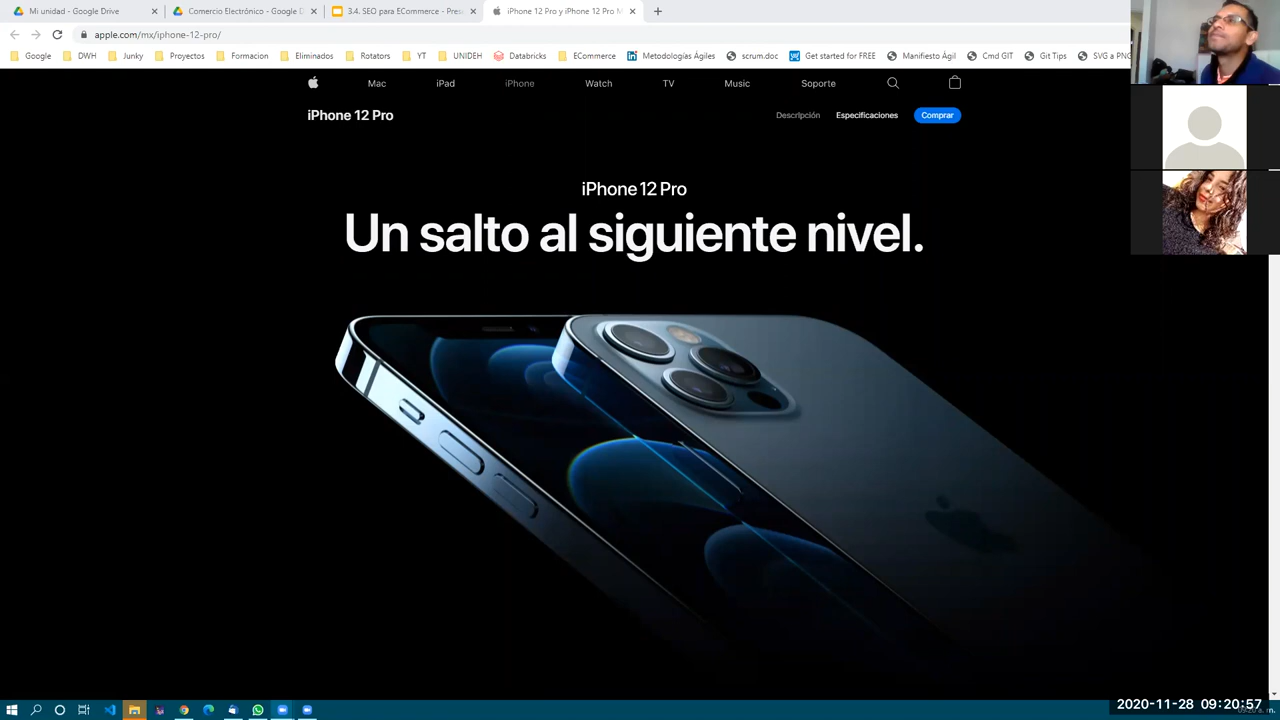 Mi unidad - Google Drive
Comercio Electrónico - Google D
3.4. SEO para ECommerce - Pres
iPhone 12 Pro y iPhone 12 Pro M
apple.com/mx/iphone-12-pro/
Google
DWH
Junky
Proyectos
Formacion
Eliminados
Rotators
YT
UNIDEH
Databricks
ECommerce
Metodologías Ágiles
scrum.doc
Get started for FREE
Manifiesto Ágil
Cmd GIT
Git Tips
SVG a PNG
Mac
iPad
iPhone
Watch
TV
Music
Soporte
iPhone 12 Pro
Descripción
Especificaciones
Comprar
iPhone 12 Pro
Un salto al siguiente nivel.
2020-11-28 09:20:57